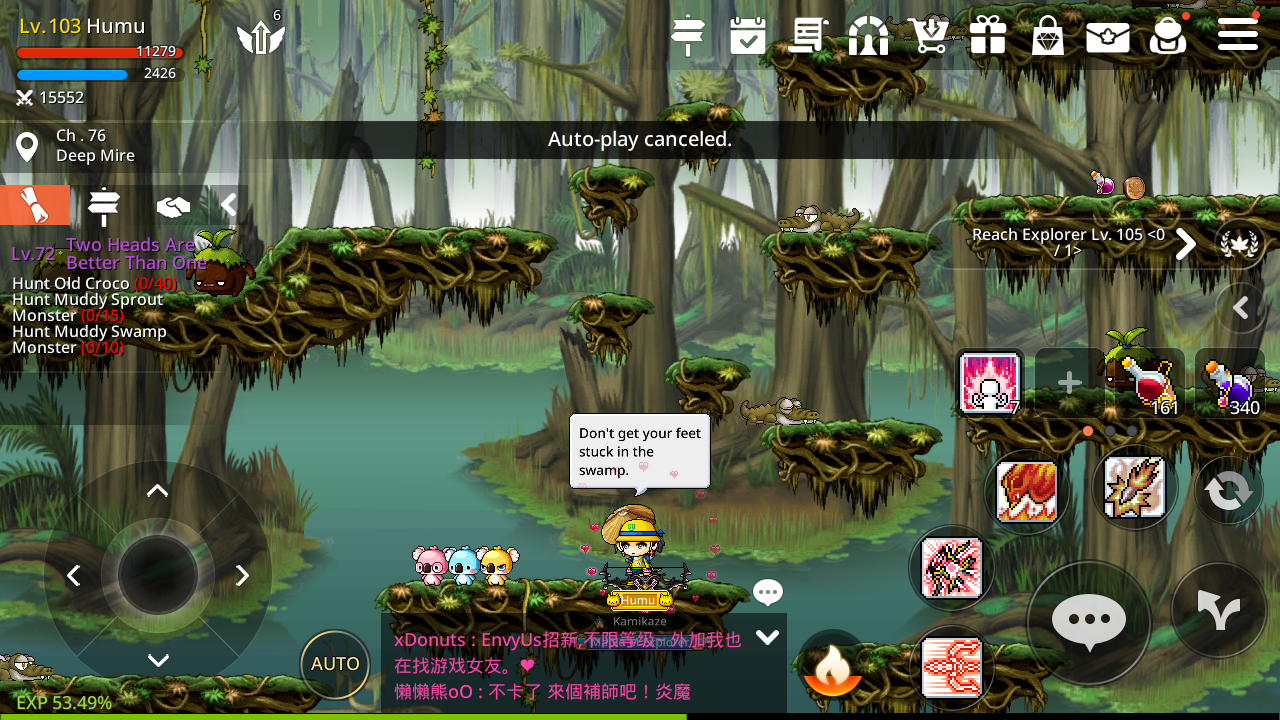 Lv.103 Humu
6
11279
2426
15552
Ch . 76
Deep Mire
Auto-play canceled.
Reach Explorer Lv. 105 <0
/ 1>
Lv.72 Two Heads Are
Better Than One
Hunt Old Croco (0/40)
Hunt Muddy Sprout
Monster (0/15)
Hunt Muddy Swamp
Monster (0/10)
7
161
340
Don't get your feet
stuck in the
swamp.
Humu
Kamikaze
AUTO
xDonuts : EnvyUs招新,不限等级–外加我也
在找游戏女友。♥
懒懒熊oO : 不卡了 來個補師吧！炎魔
EXP 53.49%